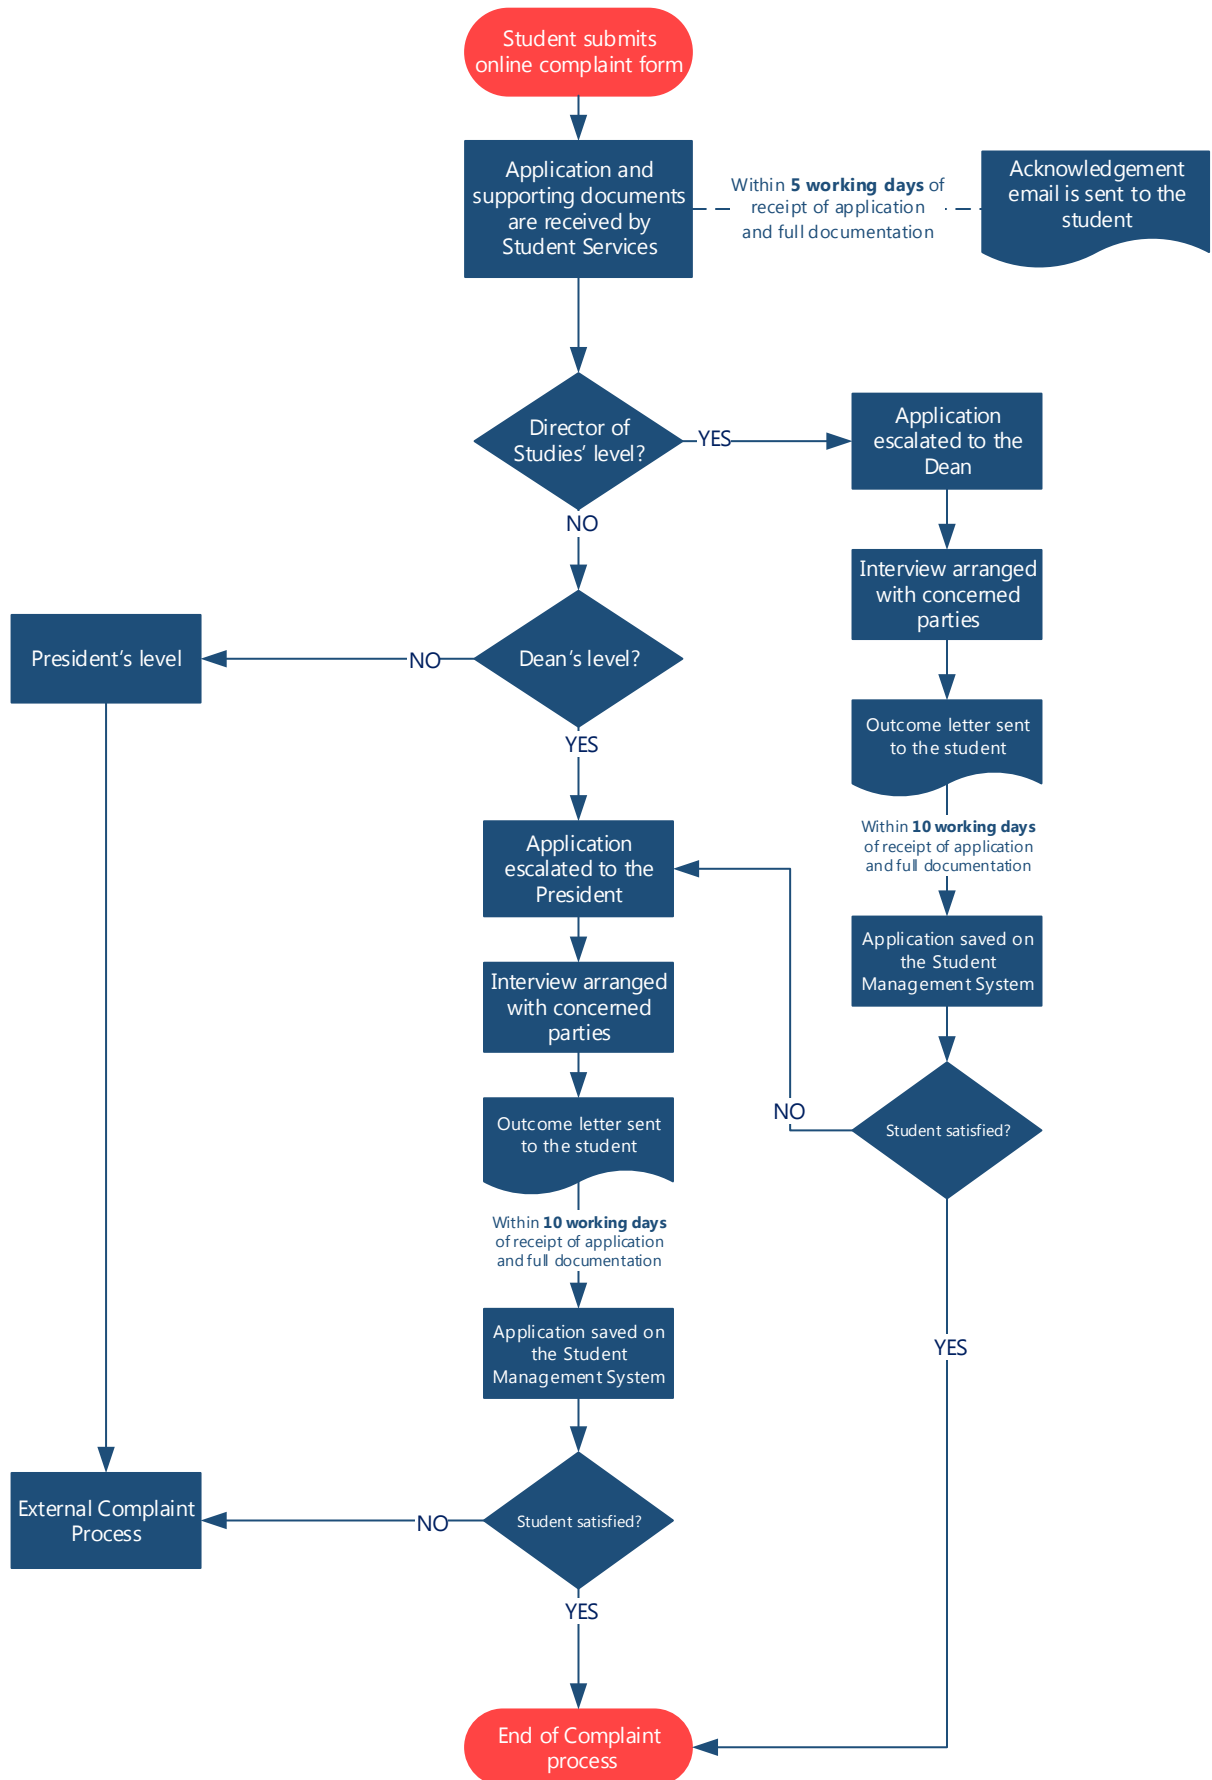 Student submits
online complaint form
Application and
supporting documents
are received by
Student Services
Within 5 working days of
receipt of application
and full documentation
Acknowledgement
email is sent to the
student
Director of
Studies’ level?
YES
Application
escalated to the
Dean
NO
Interview arranged
with concerned
parties
President’s level
NO
Dean’s level?
YES
Outcome letter sent
to the student
Within 10 working days
of receipt of application
and full documentation
Application
escalated to the
President
Application saved on
the Student
Management System
Interview arranged
with concerned
parties
NO
Student satisfied?
Outcome letter sent
to the student
Within 10 working days
of receipt of application
and full documentation
Application saved on
the Student
Management System
YES
External Complaint
Process
NO
Student satisfied?
YES
End of Complaint
process